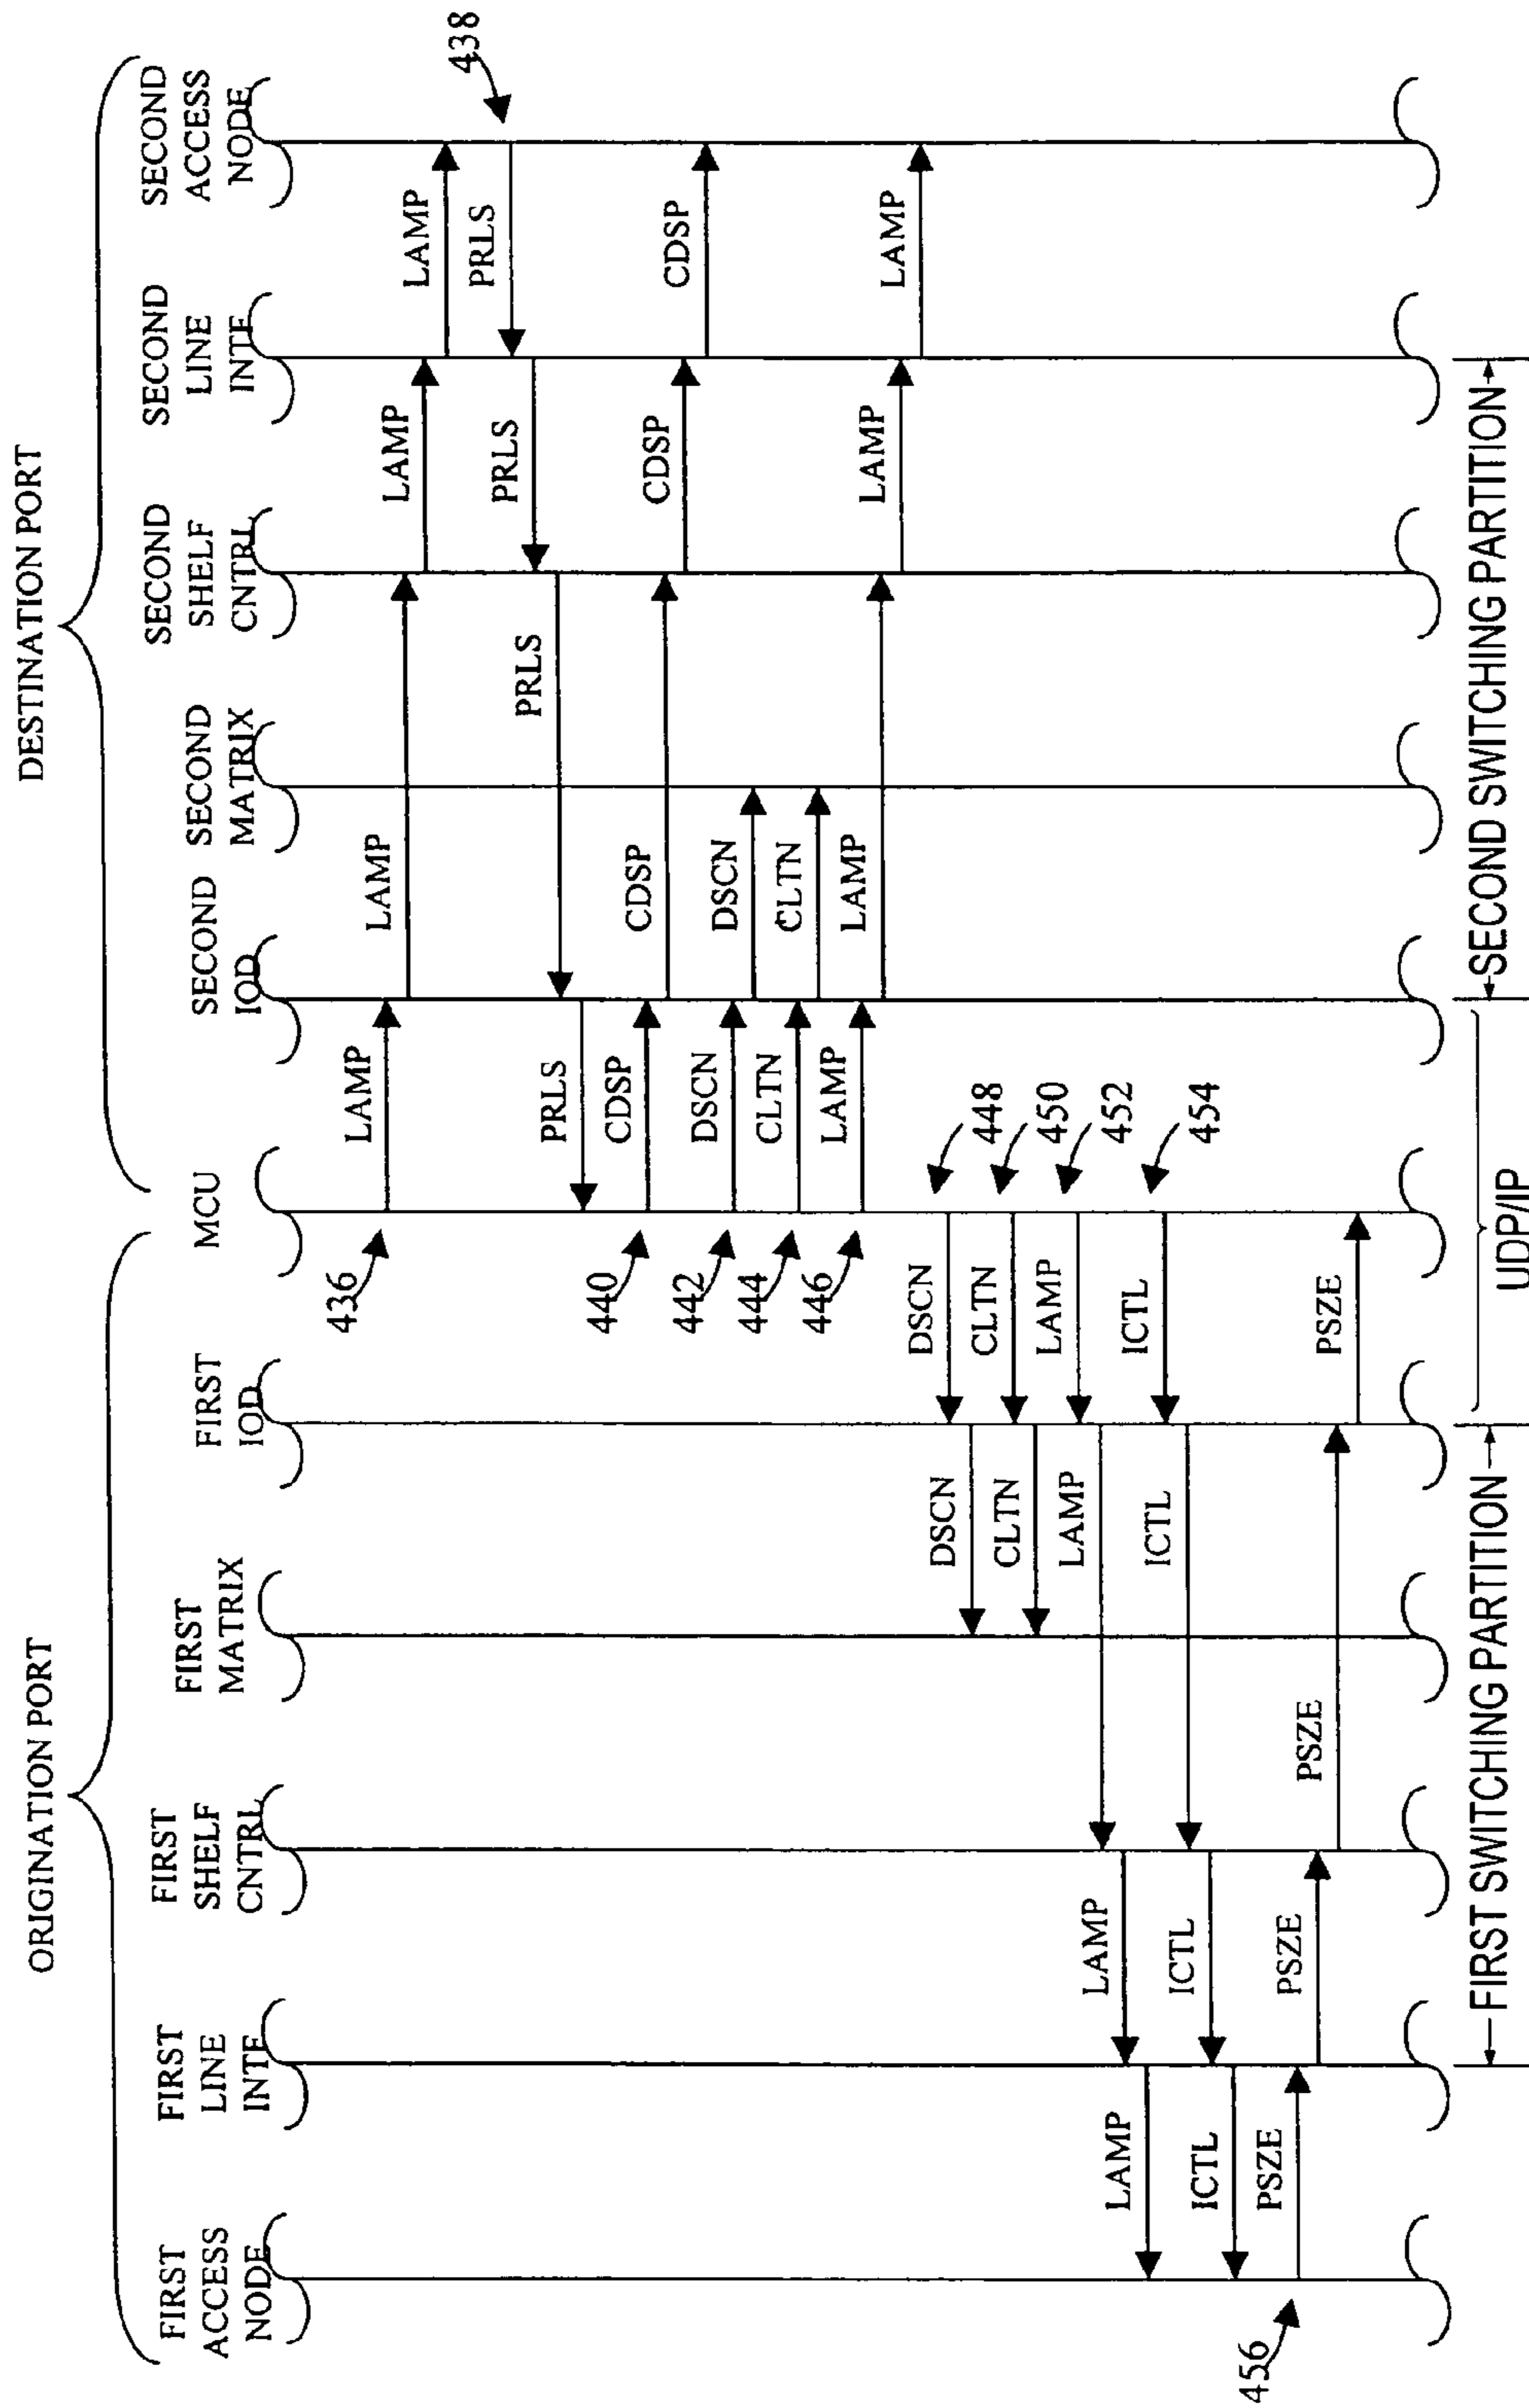 ORIGINATION PORT
DESTINATION PORT
FIRST
ACCESS
NODE
FIRST
LINE
INTF
FIRST
SHELF
CNTRL
FIRST
MATRIX
FIRST
IOD
MCU
SECOND
IOD
SECOND
MATRIX
SECOND
SHELF
CNTRL
SECOND
LINE
INTF
SECOND
ACCESS
NODE
436
LAMP
LAMP
LAMP
LAMP
438
PRLS
PRLS
PRLS
PRLS
440
CDSP
CDSP
CDSP
CDSP
442
DSCN
DSCN
444
CLTN
CLTN
446
LAMP
LAMP
LAMP
LAMP
448
DSCN
DSCN
450
CLTN
CLTN
452
LAMP
LAMP
LAMP
LAMP
454
ICTL
ICTL
ICTL
ICTL
456
PSZE
PSZE
PSZE
PSZE
FIRST SWITCHING PARTITION
UDP/IP
SECOND SWITCHING PARTITION